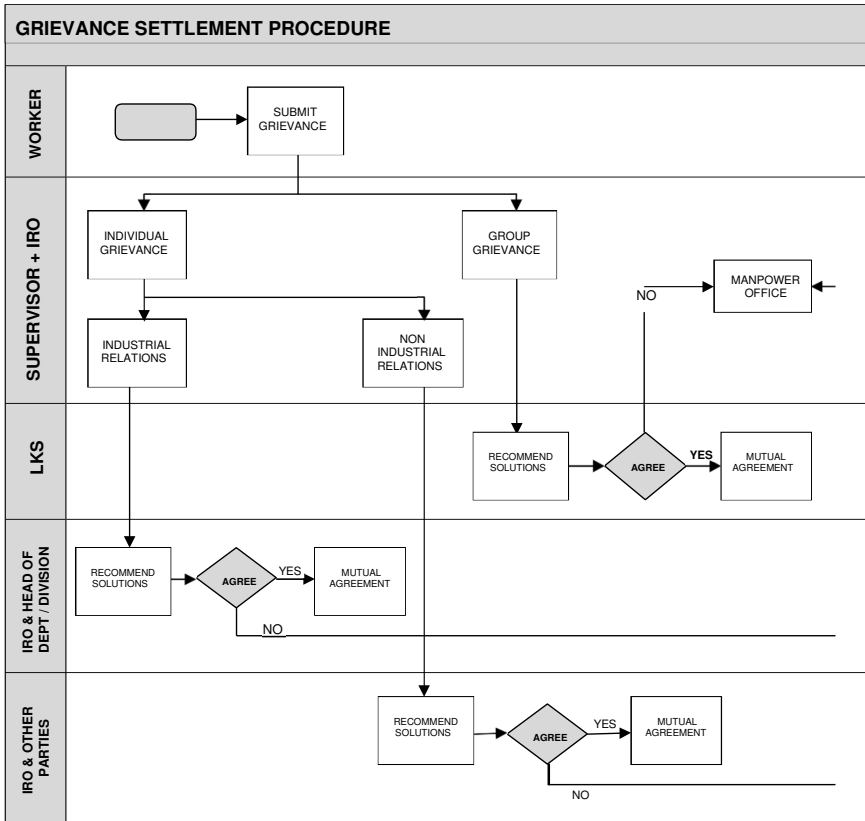 GRIEVANCE SETTLEMENT PROCEDURE
WORKER
SUBMIT
GRIEVANCE
SUPERVISOR + IRO
INDIVIDUAL
GRIEVANCE
GROUP
GRIEVANCE
MANPOWER
OFFICE
NO
INDUSTRIAL
RELATIONS
NON
INDUSTRIAL
RELATIONS
LKS
RECOMMEND
SOLUTIONS
AGREE
YES
MUTUAL
AGREEMENT
IRO & HEAD OF
DEPT / DIVISION
RECOMMEND
SOLUTIONS
AGREE
YES
MUTUAL
AGREEMENT
NO
IRO & OTHER
PARTIES
RECOMMEND
SOLUTIONS
AGREE
YES
MUTUAL
AGREEMENT
NO